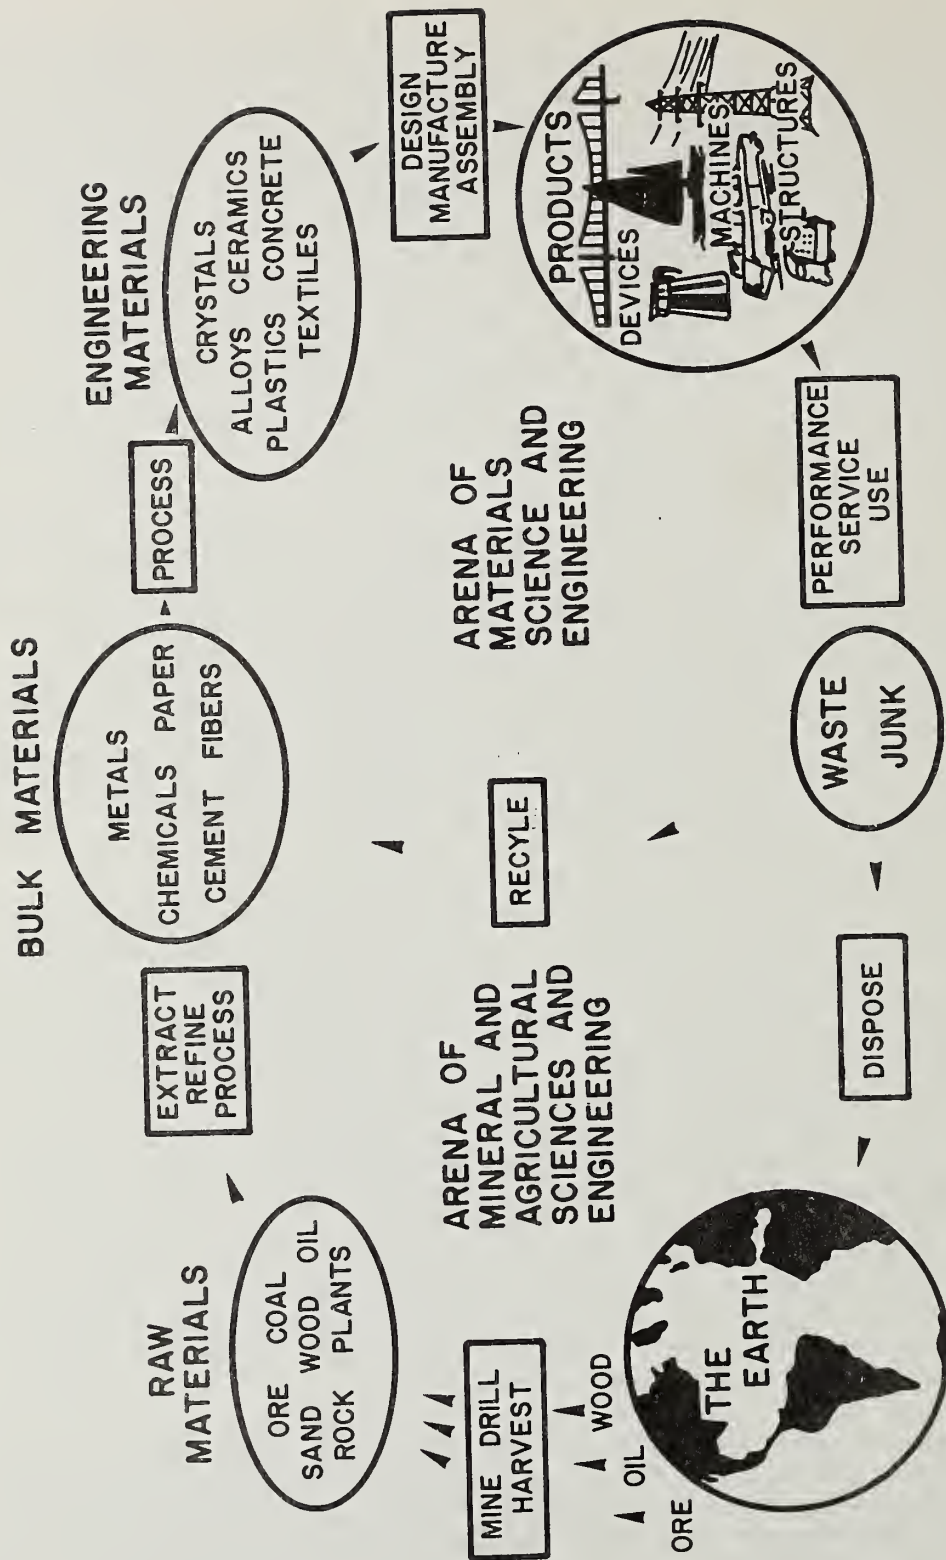 BULK MATERIALS
RAW
MATERIALS
ORE COAL
SAND WOOD OIL
ROCK PLANTS
EXTRACT
REFINE
PROCESS
METALS
CHEMICALS PAPER
CEMENT FIBERS
PROCESS
ENGINEERING
MATERIALS
CRYSTALS
ALLOYS CERAMICS
PLASTICS CONCRETE
TEXTILES
MINE DRILL
HARVEST
ORE
OIL
WOOD
THE
EARTH
ARENA OF
MINERAL AND
AGRICULTURAL
SCIENCES AND
ENGINEERING
RECYLE
ARENA OF
MATERIALS
SCIENCE AND
ENGINEERING
DESIGN
MANUFACTURE
ASSEMBLY
PRODUCTS
DEVICES
MACHINES
STRUCTURES
PERFORMANCE
SERVICE
USE
WASTE
JUNK
DISPOSE